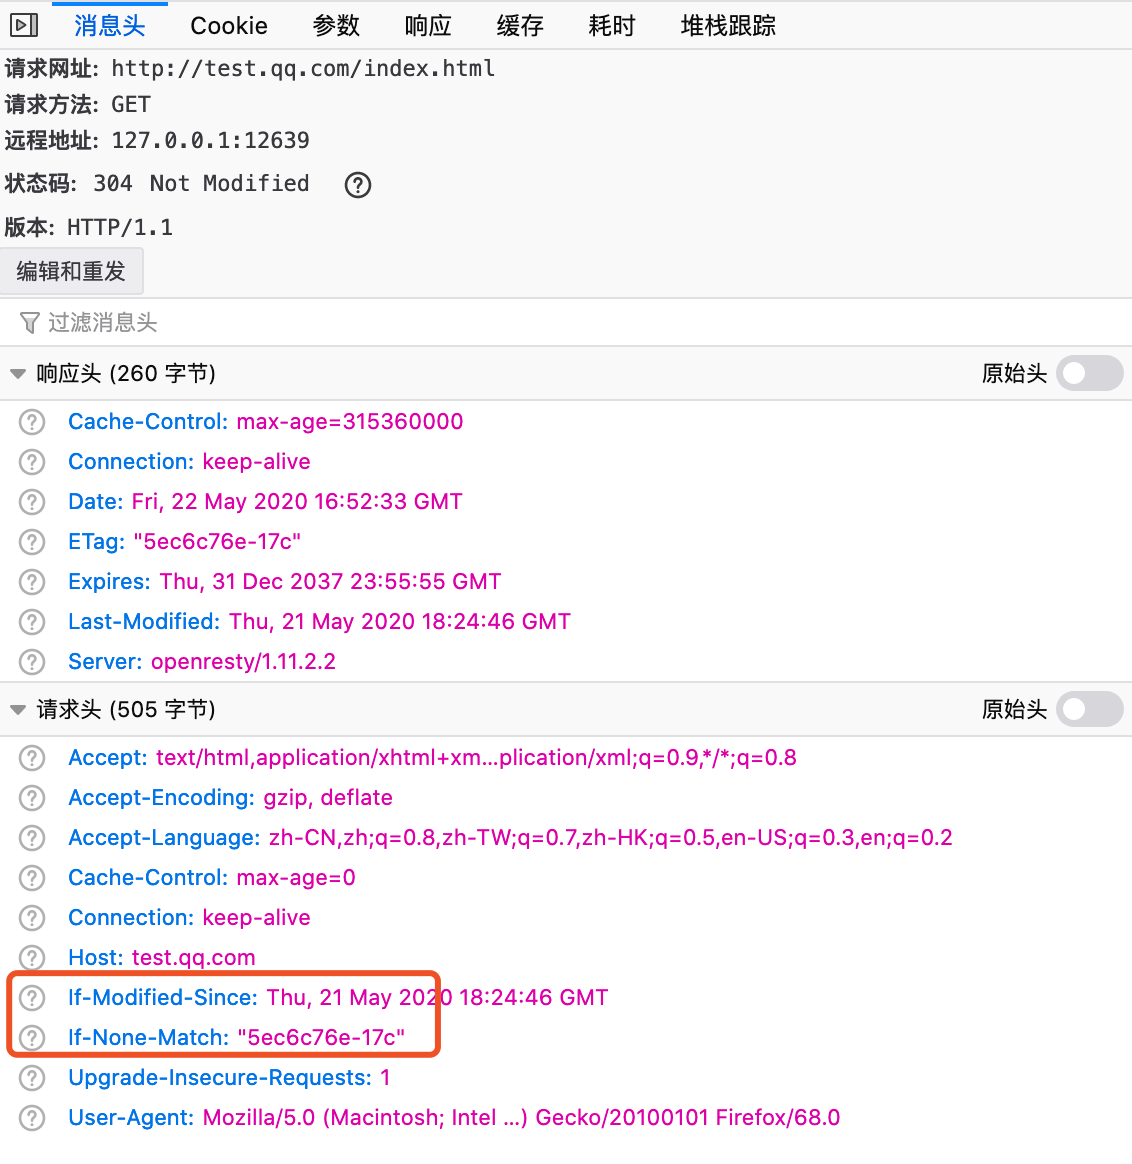 消息头 Cookie 参数 响应 缓存 耗时 堆栈跟踪
请求网址: http://test.qq.com/index.html
请求方法: GET
远程地址: 127.0.0.1:12639
状态码: 304 Not Modified
版本: HTTP/1.1
编辑和重发
过滤消息头
响应头 (260 字节) 原始头
Cache-Control: max-age=315360000
Connection: keep-alive
Date: Fri, 22 May 2020 16:52:33 GMT
ETag: "5ec6c76e-17c"
Expires: Thu, 31 Dec 2037 23:55:55 GMT
Last-Modified: Thu, 21 May 2020 18:24:46 GMT
Server: openresty/1.11.2.2
请求头 (505 字节) 原始头
Accept: text/html,application/xhtml+xm…plication/xml;q=0.9,*/*;q=0.8
Accept-Encoding: gzip, deflate
Accept-Language: zh-CN,zh;q=0.8,zh-TW;q=0.7,zh-HK;q=0.5,en-US;q=0.3,en;q=0.2
Cache-Control: max-age=0
Connection: keep-alive
Host: test.qq.com
If-Modified-Since: Thu, 21 May 2020 18:24:46 GMT
If-None-Match: "5ec6c76e-17c"
Upgrade-Insecure-Requests: 1
User-Agent: Mozilla/5.0 (Macintosh; Intel …) Gecko/20100101 Firefox/68.0